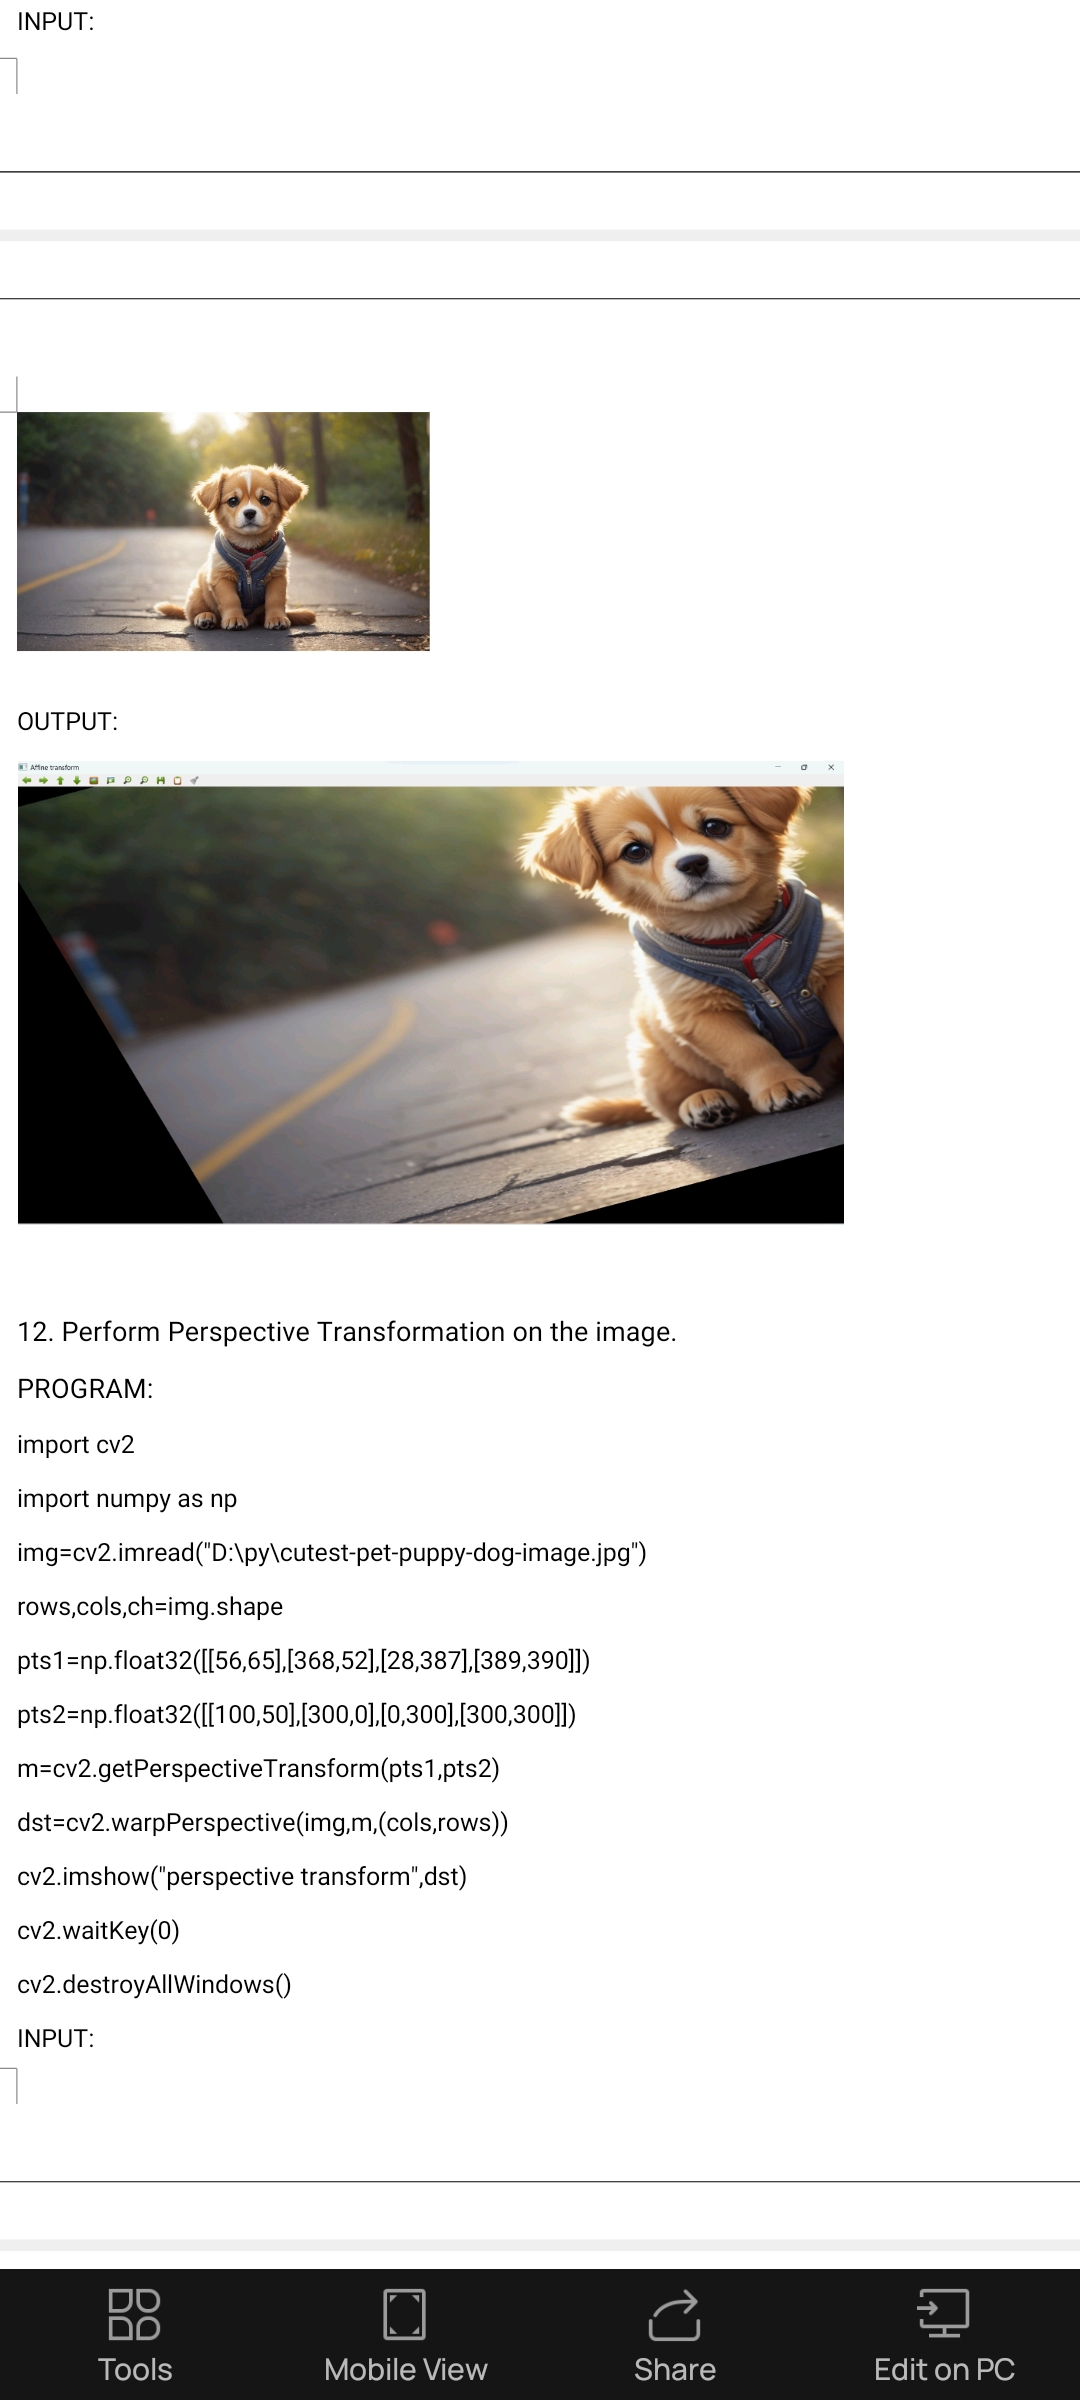 INPUT:
OUTPUT:
Affine transform
12. Perform Perspective Transformation on the image.
PROGRAM:
import cv2
import numpy as np
img=cv2.imread("D:\py\cutest-pet-puppy-dog-image.jpg")
rows,cols,ch=img.shape
pts1=np.float32([[56,65],[368,52],[28,387],[389,390]])
pts2=np.float32([[100,50],[300,0],[0,300],[300,300]])
m=cv2.getPerspectiveTransform(pts1,pts2)
dst=cv2.warpPerspective(img,m,(cols,rows))
cv2.imshow("perspective transform",dst)
cv2.waitKey(0)
cv2.destroyAllWindows()
INPUT:
Tools
Mobile View
Share
Edit on PC